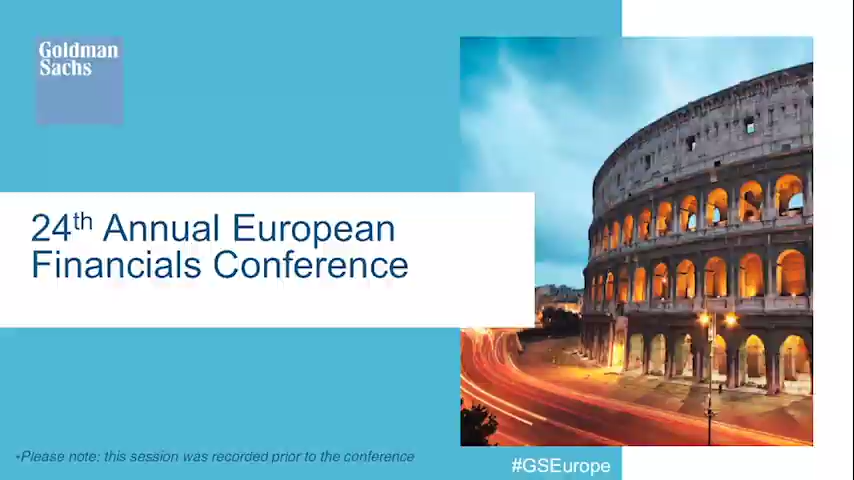 Goldman
Sachs
24th Annual European
Financials Conference
•Please note: this session was recorded prior to the conference
#GSEurope